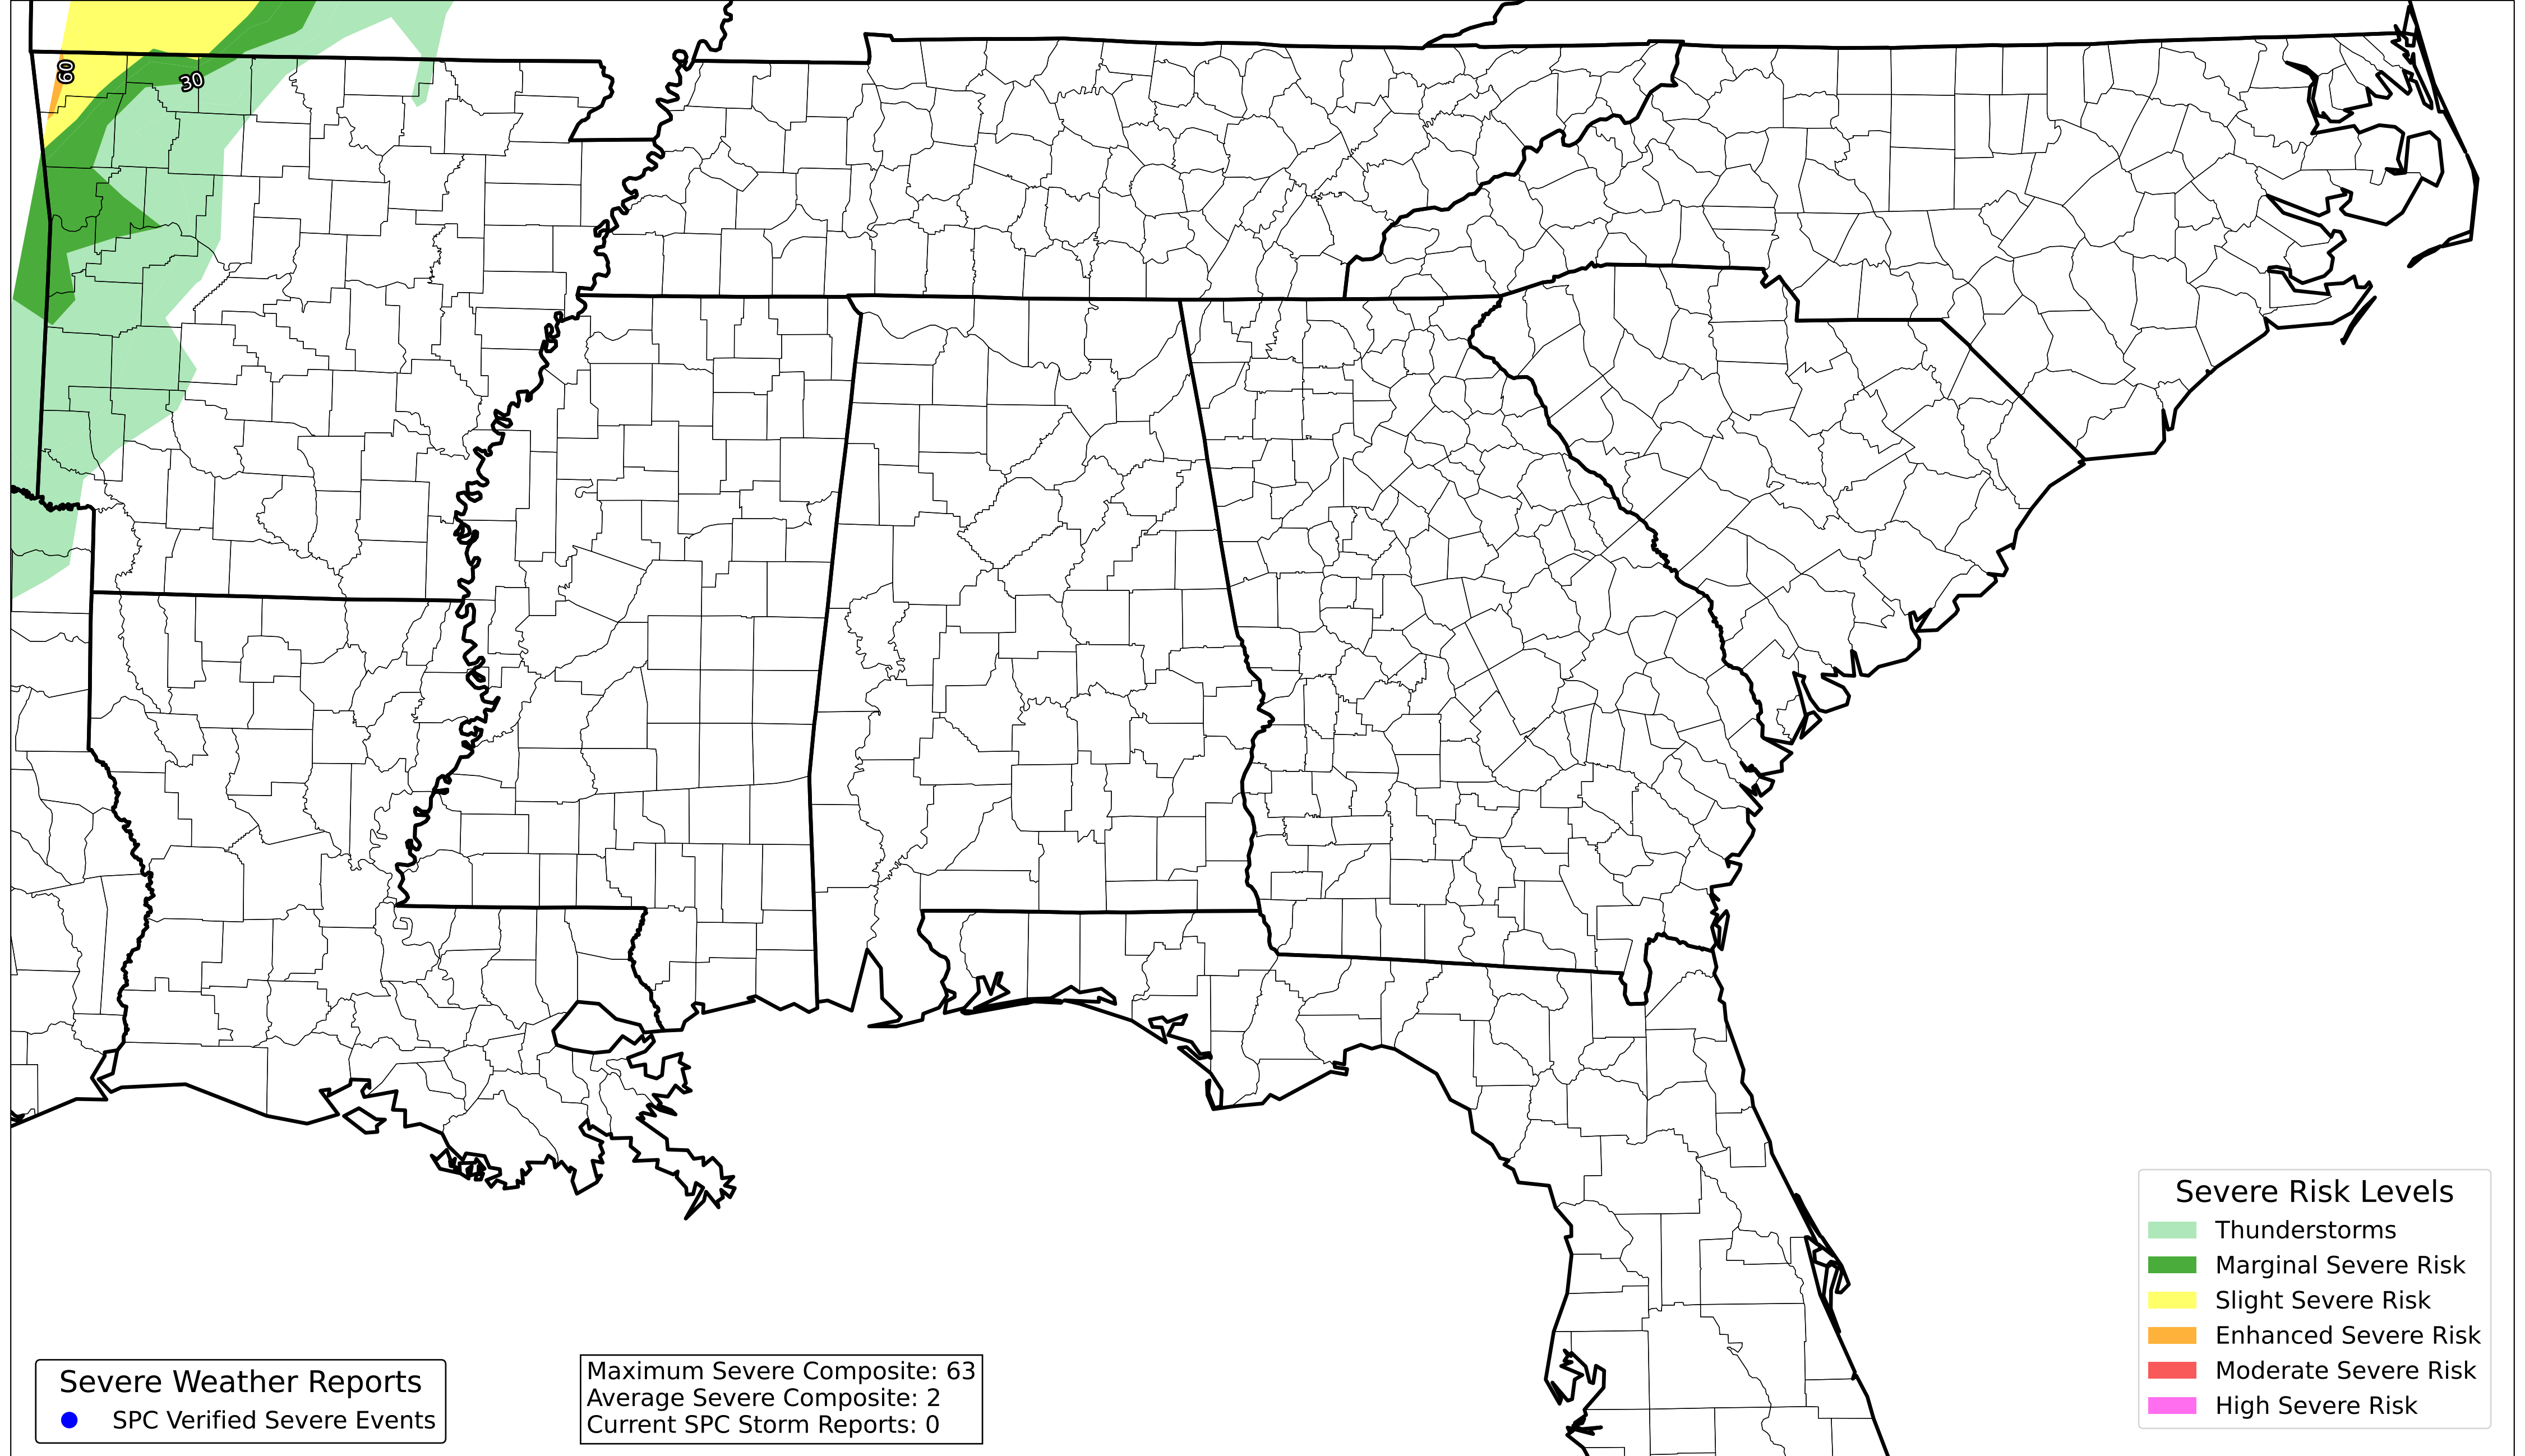 60
30
Severe Risk Levels
Thunderstorms
Marginal Severe Risk
Slight Severe Risk
Enhanced Severe Risk
Moderate Severe Risk
High Severe Risk
Severe Weather Reports
SPC Verified Severe Events
Maximum Severe Composite: 63
Average Severe Composite: 2
Current SPC Storm Reports: 0